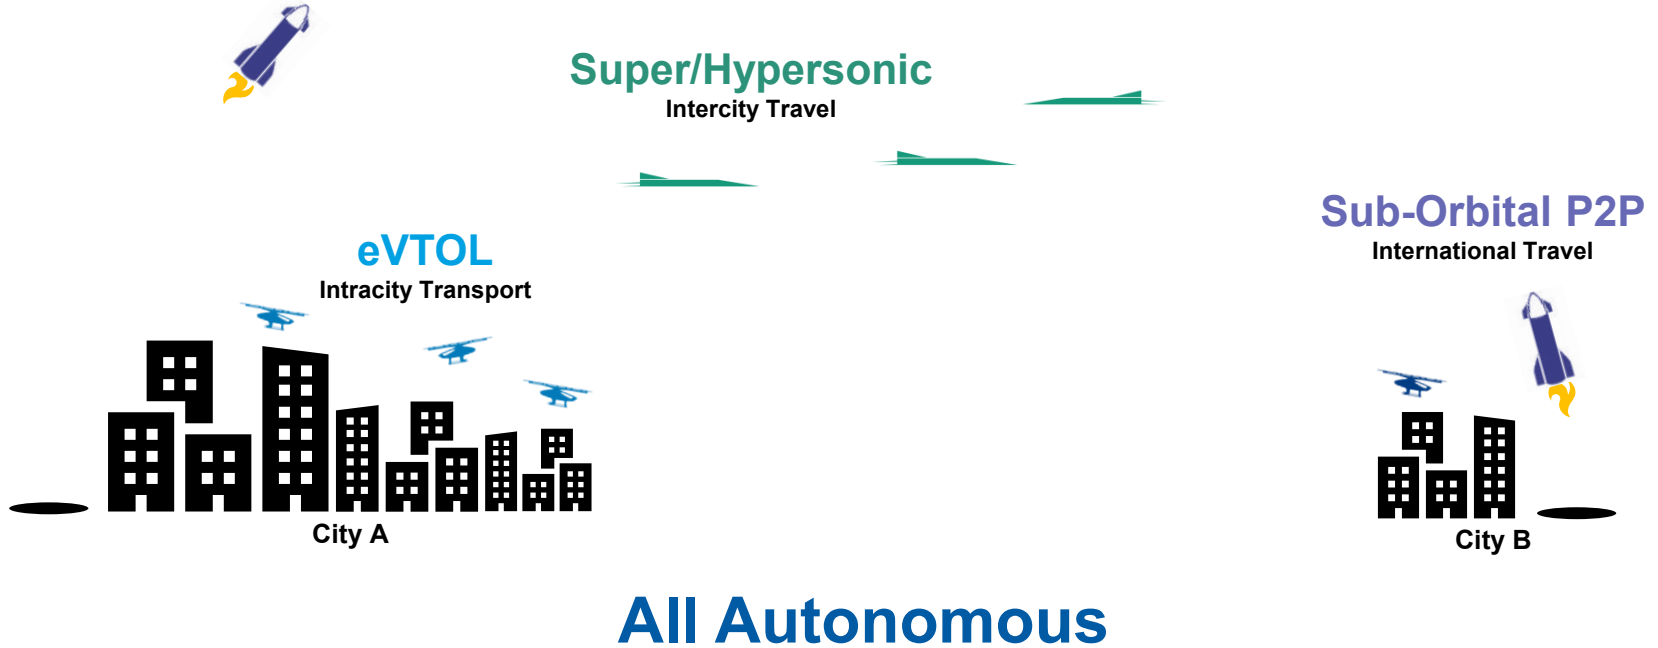 Super/Hypersonic
Intercity Travel
Sub-Orbital P2P
International Travel
eVTOL
Intracity Transport
City A
City B
All Autonomous